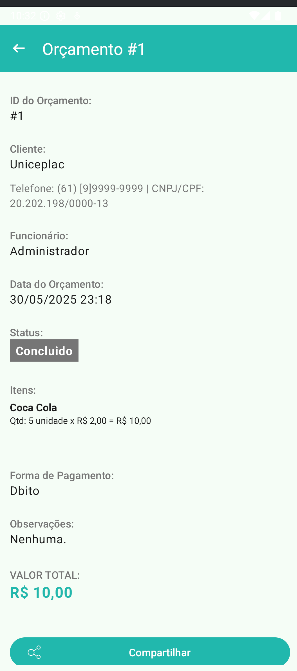 Orçamento #1
ID do Orçamento:
#1
Cliente:
Uniceplac
Telefone: (61) [9]9999-9999 | CNPJ/CPF:
20.202.198/0000-13
Funcionário:
Administrador
Data do Orçamento:
30/05/2025 23:18
Status:
Concluido
Itens:
Coca Cola
Qtd: 5 unidade x R$ 2,00 = R$ 10,00
Forma de Pagamento:
Dbito
Observações:
Nenhuma.
VALOR TOTAL:
R$ 10,00
Compartilhar